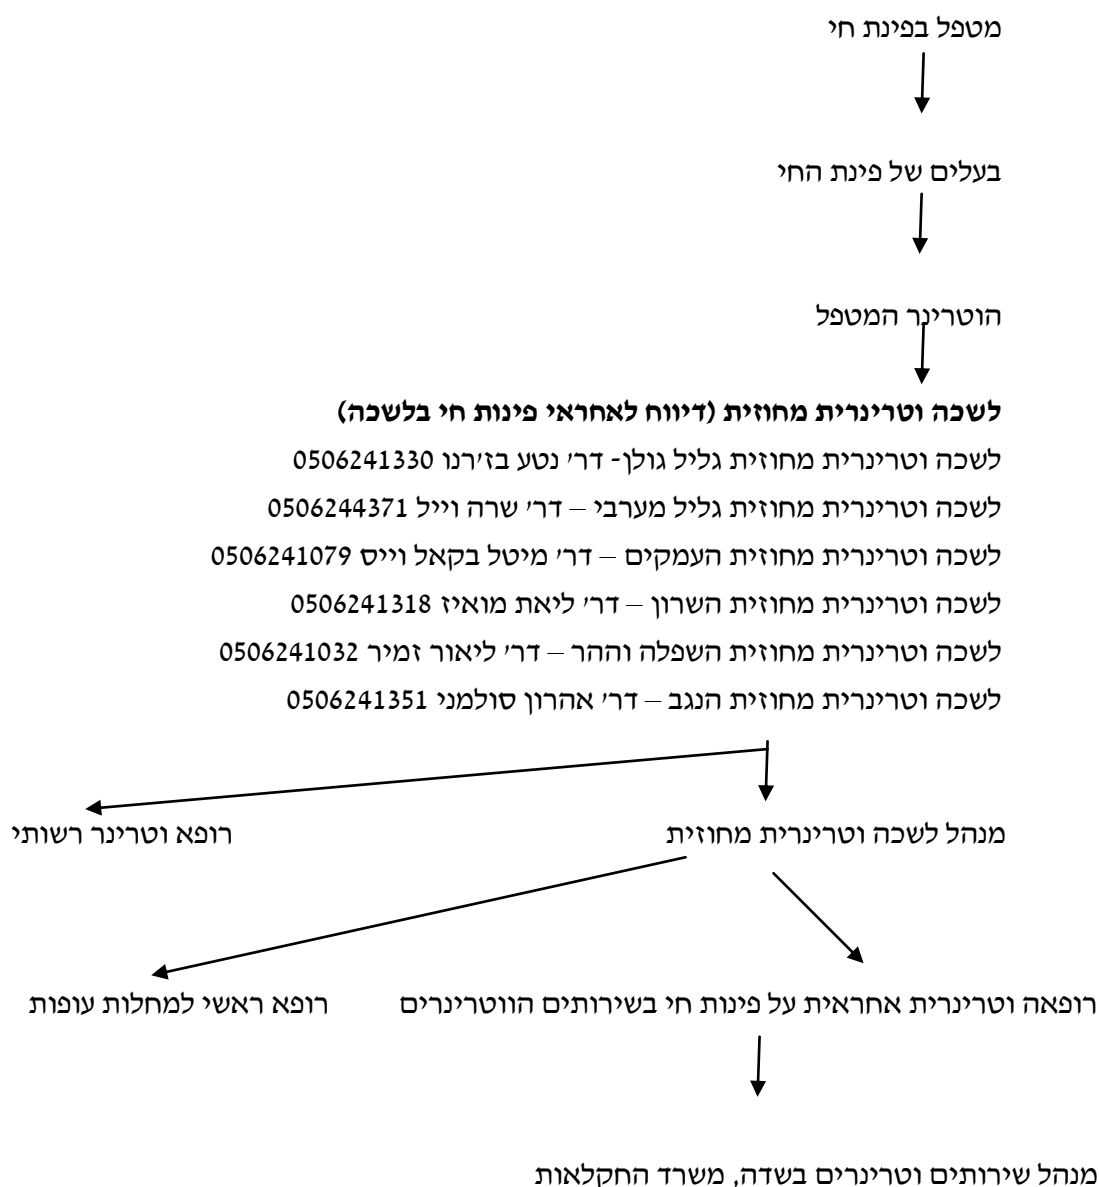 מטפל בפינת חי
בעלים של פינת החי
הוטרינר המטפל
לשכה וטרינרית מחוזית (דיווח לאחראי פינות חי בלשכה)
לשכה וטרינרית מחוזית גליל גולן- דר' נטע בז'רנו 0506241330
לשכה וטרינרית מחוזית גליל מערבי – דר' שרה וייל 0506244371
לשכה וטרינרית מחוזית העמקים – דר' מיטל בקאל וייס 0506241079
לשכה וטרינרית מחוזית השרון – דר' ליאת מואיז 0506241318
לשכה וטרינרית מחוזית השפלה וההר – דר' ליאור זמיר 0506241032
לשכה וטרינרית מחוזית הנגב – דר' אהרון סולמני 0506241351
מנהל לשכה וטרינרית מחוזית
רופא וטרינר רשותי
רופאה וטרינרית אחראית על פינות חי בשירותים הווטרינרים
רופא ראשי למחלות עופות
מנהל שירותים וטרינרים בשדה, משרד החקלאות